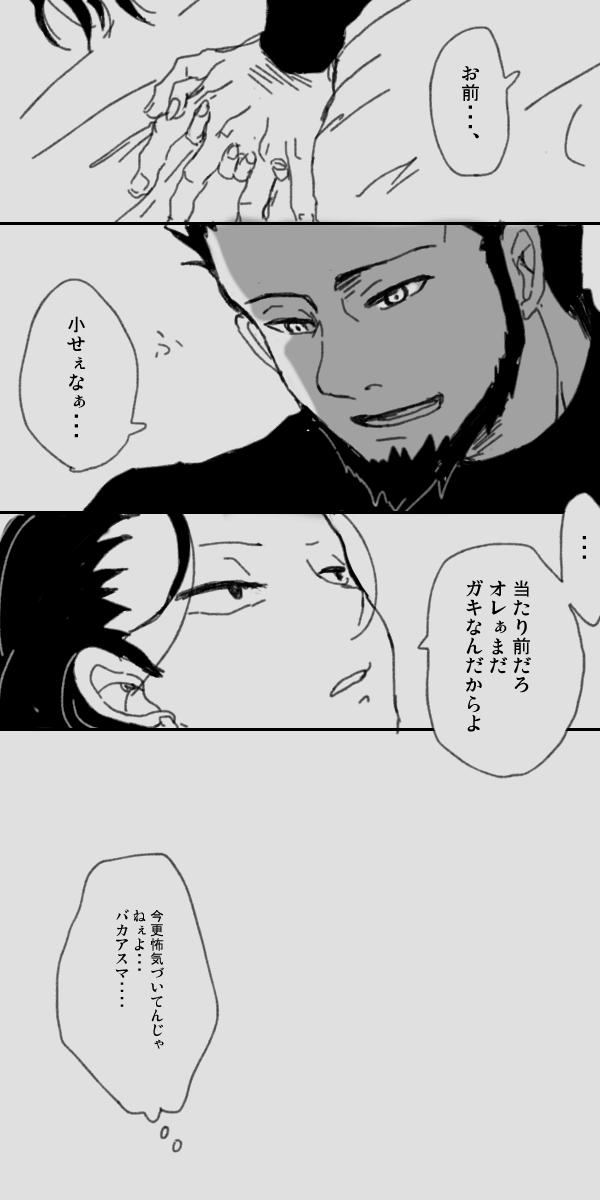 お前・・・、
小せぇなぁ・・・
ふ
・・・
当たり前だろ
オレぁまだ
ガキなんだからよ
今更怖気づいてんじゃ
ねぇよ・・・
バカアスマ・・・・